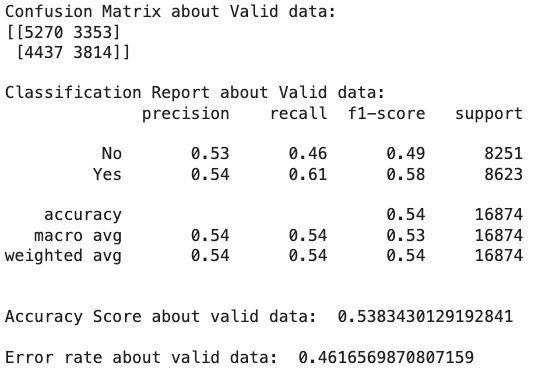 Confusion Matrix about Valid data:
[[5270 3353]
 [4437 3814]]
Classification Report about Valid data:
precision recall f1-score support
No 0.53 0.46 0.49 8251
Yes 0.54 0.61 0.58 8623
accuracy 0.54 16874
macro avg 0.54 0.54 0.53 16874
weighted avg 0.54 0.54 0.54 16874
Accuracy Score about valid data: 0.5383430129192841
Error rate about valid data: 0.4616569870807159